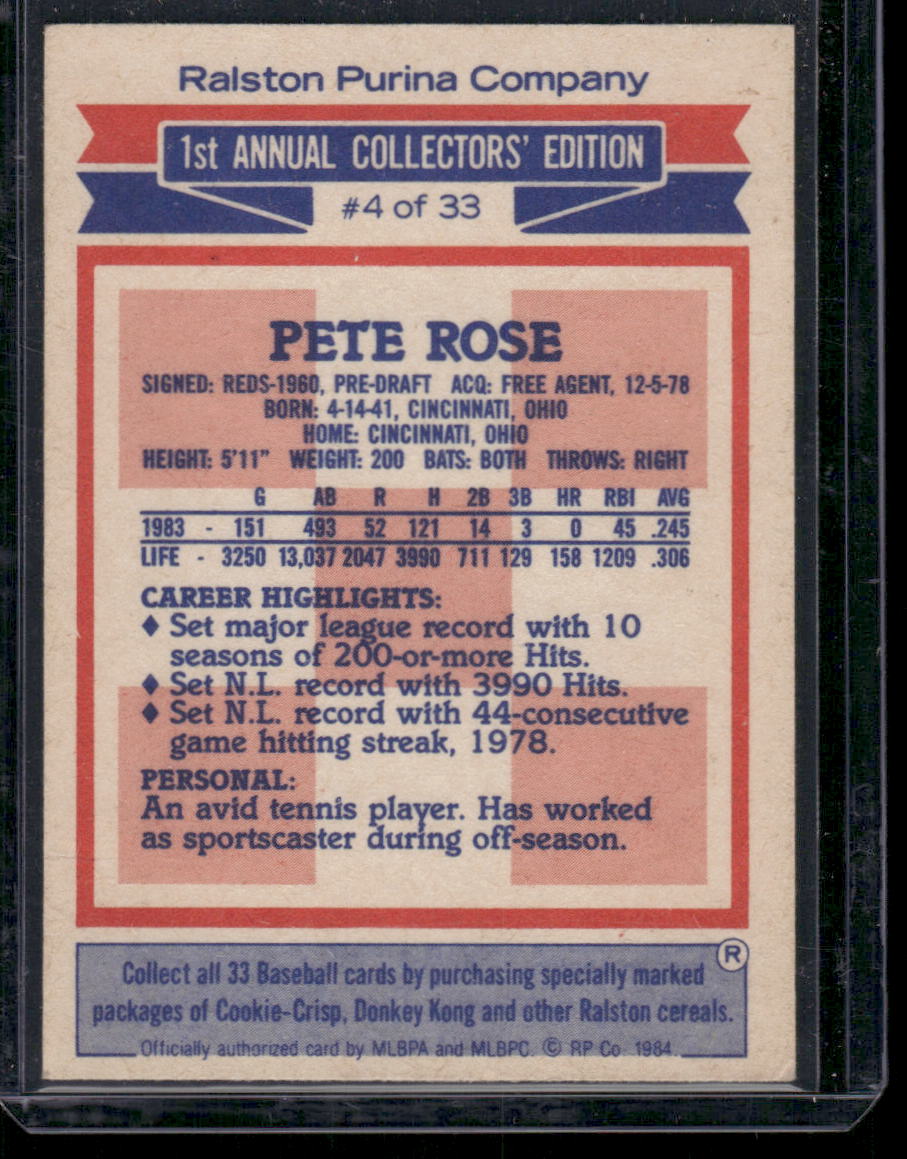 Ralston Purina Company
1st ANNUAL COLLECTORS' EDITION
#4 of 33
PETE ROSE
SIGNED: REDS-1960, PRE-DRAFT ACQ: FREE AGENT, 12-5-78
BORN: 4-14-41, CINCINNATI, OHIO
HOME: CINCINNATI, OHIO
HEIGHT: 5'11" WEIGHT: 200 BATS: BOTH THROWS: RIGHT
G AB R H 2B 3B HR RBI AVG
1983 - 151 493 52 121 14 3 0 45 .245
LIFE - 3250 13,037 2047 3990 711 129 158 1209 .306
CAREER HIGHLIGHTS:
♦ Set major league record with 10
seasons of 200-or-more Hits.
♦ Set N.L. record with 3990 Hits.
♦ Set N.L. record with 44-consecutive
game hitting streak, 1978.
PERSONAL:
An avid tennis player. Has worked
as sportscaster during off-season.
®
Collect all 33 Baseball cards by purchasing specially marked
packages of Cookie-Crisp, Donkey Kong and other Ralston cereals.
Officially authorized card by MLBPA and MLBPC. © RP Co. 1984.